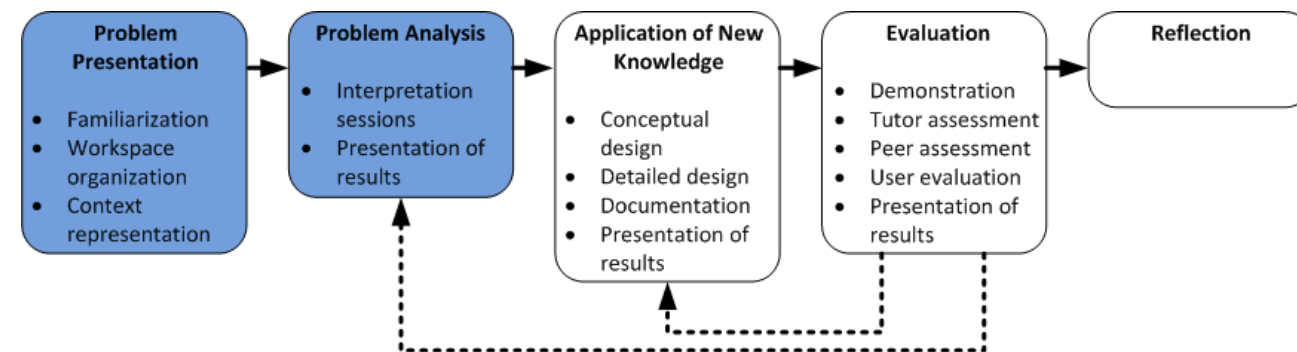 Problem
Presentation
• Familiarization
• Workspace
organization
• Context
representation
Problem Analysis
• Interpretation
sessions
• Presentation of
results
Application of New
Knowledge
• Conceptual
design
• Detailed design
• Documentation
• Presentation of
results
Evaluation
• Demonstration
• Tutor assessment
• Peer assessment
• User evaluation
• Presentation of
results
Reflection